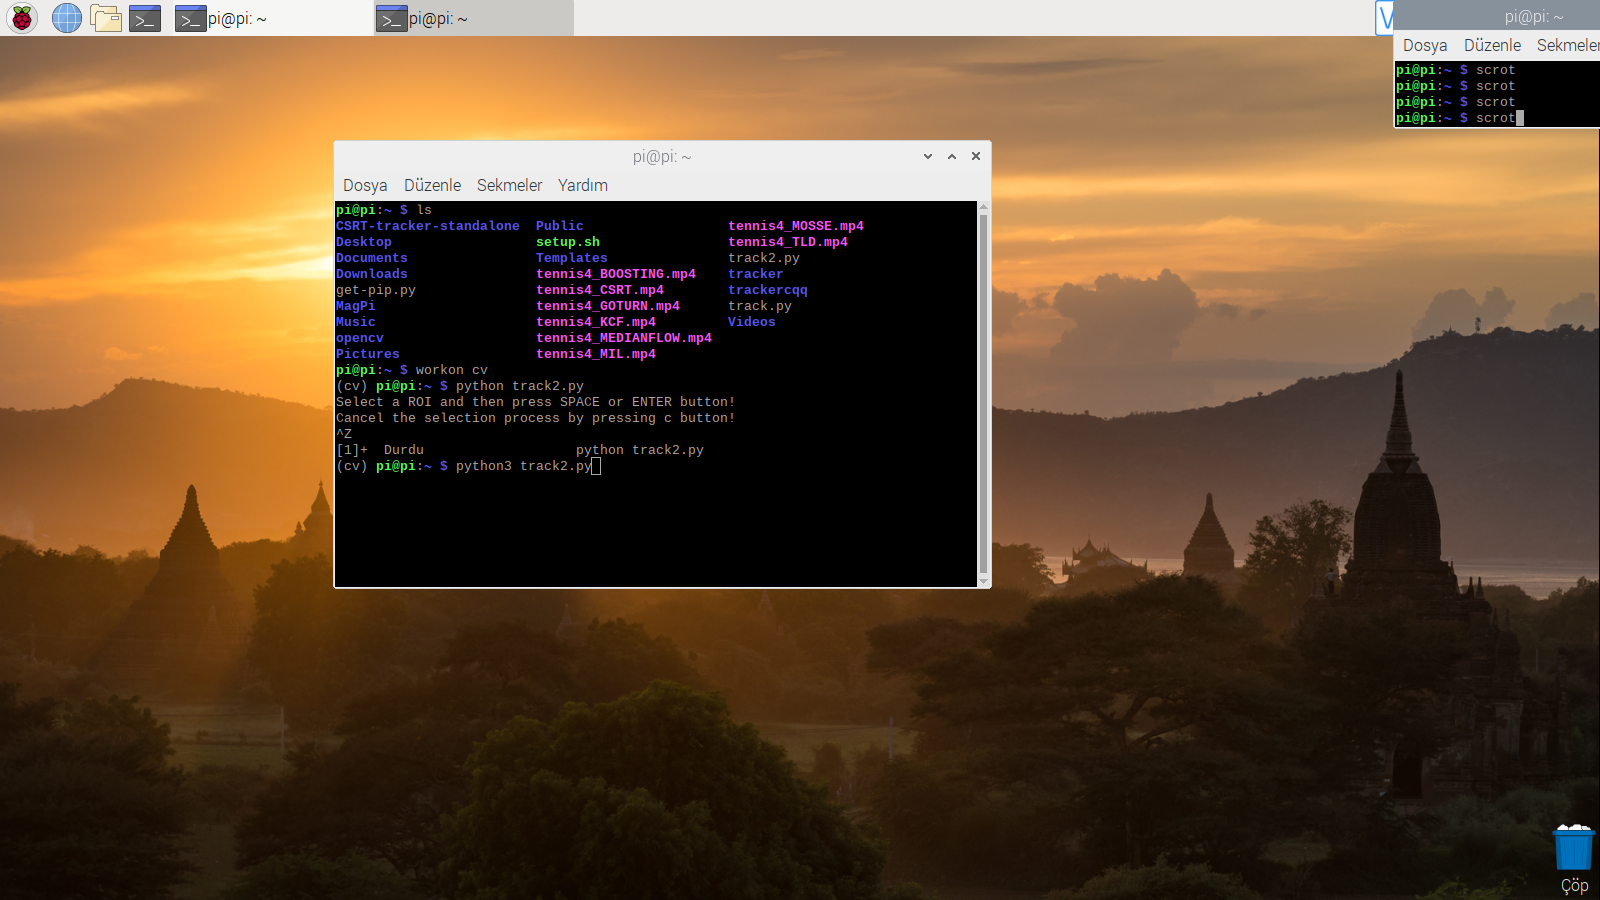 pi@pi: ~
pi@pi: ~
pi@pi: ~
Dosya Düzenle Sekmeler
pi@pi:~ $ scrot
pi@pi:~ $ scrot
pi@pi:~ $ scrot
pi@pi:~ $ scrot
pi@pi: ~
Dosya Düzenle Sekmeler Yardım
pi@pi:~ $ ls
CSRT-tracker-standalone Public tennis4_MOSSE.mp4
Desktop setup.sh tennis4_TLD.mp4
Documents Templates track2.py
Downloads tennis4_BOOSTING.mp4 tracker
get-pip.py tennis4_CSRT.mp4 trackercqq
MagPi tennis4_GOTURN.mp4 track.py
Music tennis4_KCF.mp4 Videos
opencv tennis4_MEDIANFLOW.mp4
Pictures tennis4_MIL.mp4
pi@pi:~ $ workon cv
(cv) pi@pi:~ $ python track2.py
Select a ROI and then press SPACE or ENTER button!
Cancel the selection process by pressing c button!
^Z
[1]+ Durdu python track2.py
(cv) pi@pi:~ $ python3 track2.py
Çöp